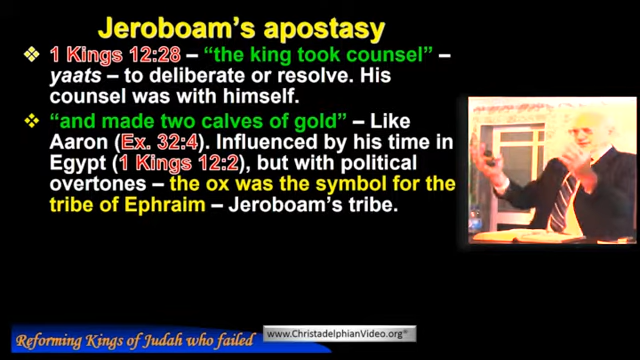 Jeroboam's apostasy
1 Kings 12:28 – "the king took counsel" –
yaats – to deliberate or resolve. His
counsel was with himself.
"and made two calves of gold" – Like
Aaron (Ex. 32:4). Influenced by his time in
Egypt (1 Kings 12:2), but with political
overtones – the ox was the symbol for the
tribe of Ephraim – Jeroboam's tribe.
Reforming Kings of Judah who failed
www.ChristadelphianVideo.org®